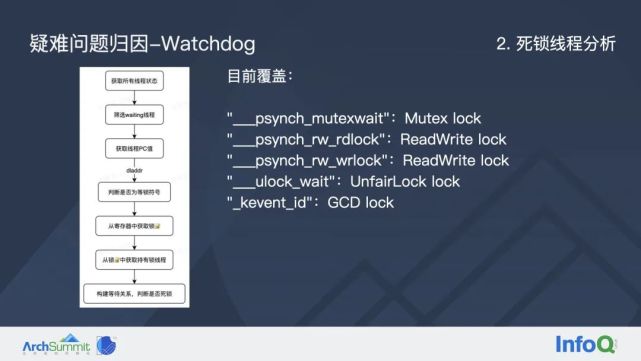 疑难问题归因-Watchdog
2. 死锁线程分析
获取所有线程状态
筛选waiting线程
获取线程PC值
dladdr
判断是否为等锁符号
从寄存器中获取锁🔐
从锁🔐中获取持有锁线程
构建等待关系，判断是否死锁
目前覆盖：
"___psynch_mutexwait"：Mutex lock
"___psynch_rw_rdlock"：ReadWrite lock
"___psynch_rw_wrlock"：ReadWrite lock
"___ulock_wait"：UnfairLock lock
"_kevent_id"：GCD lock
ArchSummit
InfoQ